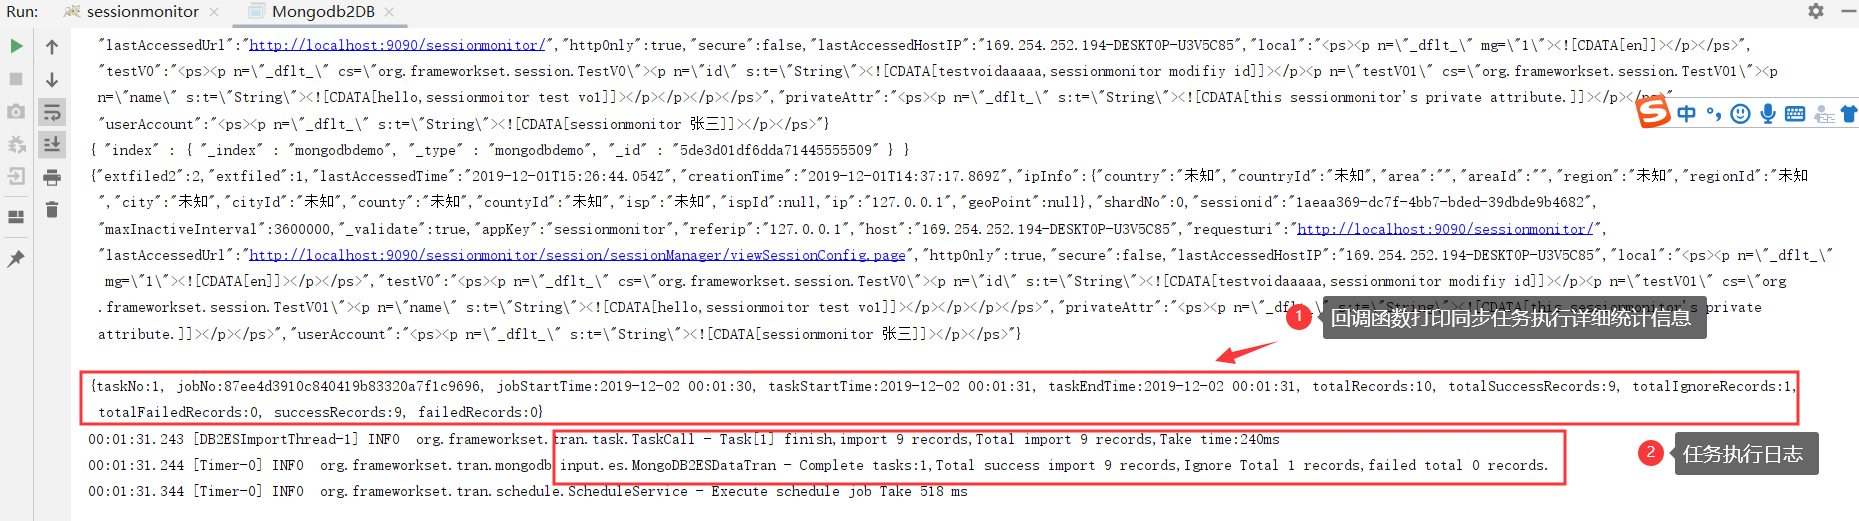 Run: sessionmonitor × Mongodb2DB ×
"lastAccessedUrl":"http://localhost:9090/sessionmonitor/","httpOnly":true,"secure":false,"lastAccessedHostIP":"169.254.252.194-DESKTOP-U3V5C85","local":"<ps><p n=\"_dflt_\" mg=\"1\"><![CDATA[en]]></p></ps>",
"testVO":"<ps><p n=\"_dflt_\" cs=\"org.frameworkset.session.TestVO\"><p n=\"id\" s:t=\"String\"><![CDATA[testvoidaaaaa,sessionmonitor modifiy id]]></p><p n=\"testVO1\" cs=\"org.frameworkset.session.TestVO1\"><p
n=\"name\" s:t=\"String\"><![CDATA[hello,sessionmoitor test vo1]]></p></p></p></ps>","privateAttr":"<ps><p n=\"_dflt_\" s:t=\"String\"><![CDATA[this sessionmonitor's private attribute.]]></p></ps>"
中
"userAccount":"<ps><p n=\"_dflt_\" s:t=\"String\"><![CDATA[sessionmonitor 张三]]></p></ps>"}
{ "index" : { "_index" : "mongodbdemo", "_type" : "mongodbdemo", "_id" : "5de3d01df6dda71445555509" } }
{"extfiled2":2,"extfiled":1,"lastAccessedTime":"2019-12-01T15:26:44.054Z","creationTime":"2019-12-01T14:37:17.869Z","ipInfo":{"country":"未知","countryId":"未知","area":"","areaId":"","region":"未知","regionId":"未知
","city":"未知","cityId":"未知","county":"未知","countyId":"未知","isp":"未知","ispId":null,"ip":"127.0.0.1","geoPoint":null},"shardNo":0,"sessionid":"1aeaa369-dc7f-4bb7-bded-39dbde9b4682",
"maxInactiveInterval":3600000,"_validate":true,"appKey":"sessionmonitor","referip":"127.0.0.1","host":"169.254.252.194-DESKTOP-U3V5C85","requesturi":"http://localhost:9090/sessionmonitor/",
"lastAccessedUrl":"http://localhost:9090/sessionmonitor/session/sessionManager/viewSessionConfig.page","httpOnly":true,"secure":false,"lastAccessedHostIP":"169.254.252.194-DESKTOP-U3V5C85","local":"<ps><p n=\"_dflt_\"
mg=\"1\"><![CDATA[en]]></p></ps>","testVO":"<ps><p n=\"_dflt_\" cs=\"org.frameworkset.session.TestVO\"><p n=\"id\" s:t=\"String\"><![CDATA[testvoidaaaaa,sessionmonitor modifiy id]]></p><p n=\"testVO1\" cs=\"org
.frameworkset.session.TestVO1\"><p n=\"name\" s:t=\"String\"><![CDATA[hello,sessionmoitor test vo1]]></p></p></p></ps>","privateAttr":"<ps><p n=\"_dflt_\" s:t=\"String\"><![CDATA[this sessionmonitor's private
1 回调函数打印同步任务执行详细统计信息
attribute.]]></p></ps>","userAccount":"<ps><p n=\"_dflt_\" s:t=\"String\"><![CDATA[sessionmonitor 张三]]></p></ps>"}
{taskNo:1, jobNo:87ee4d3910c840419b83320a7f1c9696, jobStartTime:2019-12-02 00:01:30, taskStartTime:2019-12-02 00:01:31, taskEndTime:2019-12-02 00:01:31, totalRecords:10, totalSuccessRecords:9, totalIgnoreRecords:1,
totalFailedRecords:0, successRecords:9, failedRecords:0}
00:01:31.243 [DB2ESImportThread-1] INFO  org.frameworkset.tran.task.TaskCall - Task[1] finish,import 9 records,Total import 9 records,Take time:240ms
2 任务执行日志
00:01:31.244 [Timer-0] INFO  org.frameworkset.tran.mongodb.input.es.MongoDB2ESDataTran - Complete tasks:1,Total success import 9 records,Ignore Total 1 records,failed total 0 records.
00:01:31.344 [Timer-0] INFO  org.frameworkset.tran.schedule.ScheduleService - Execute schedule job Take 518 ms